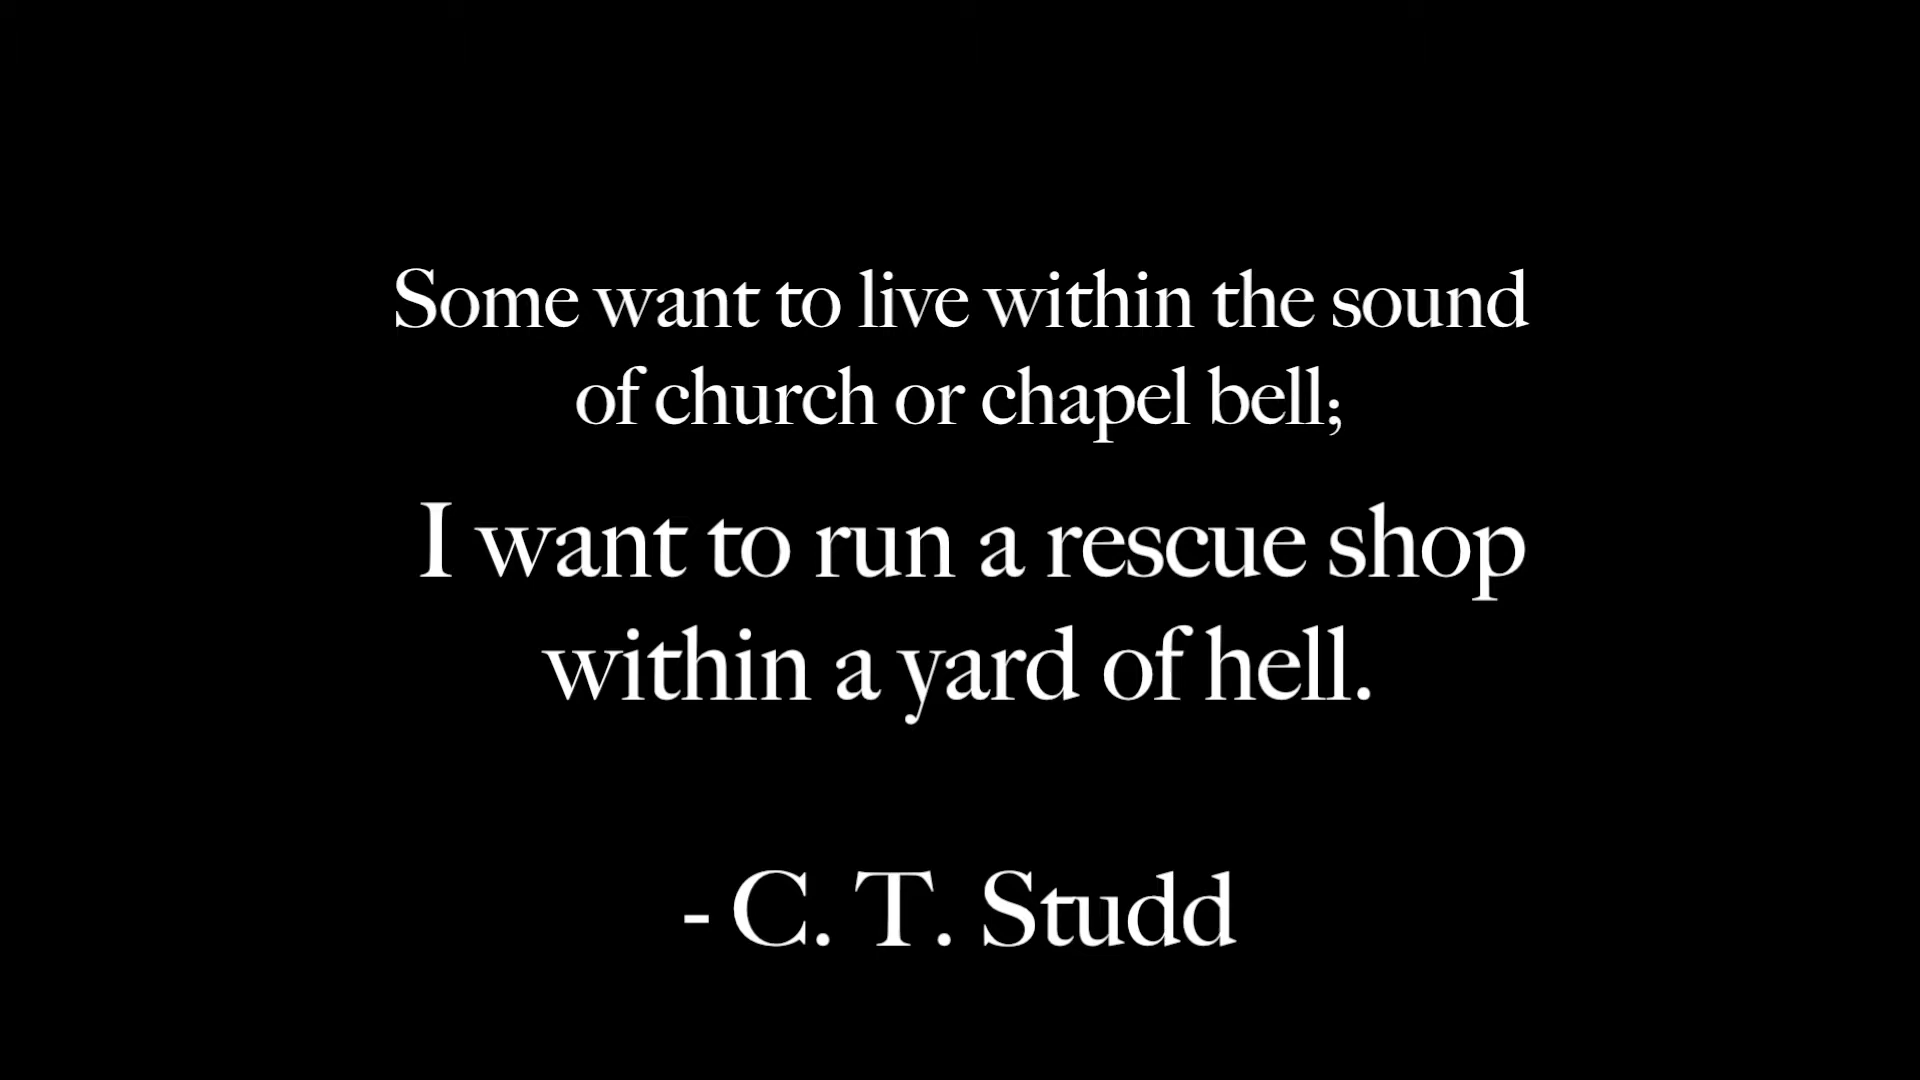 Some want to live within the sound
of church or chapel bell;
I want to run a rescue shop
within a yard of hell.
- C. T. Studd